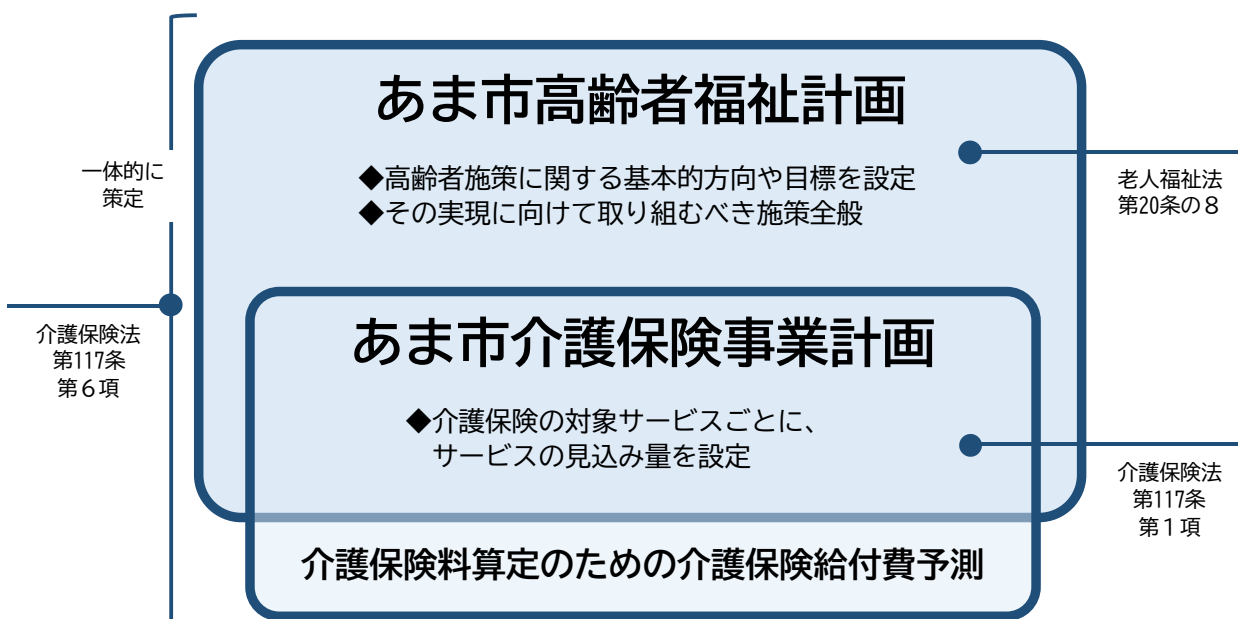 あま市高齢者福祉計画
◆高齢者施策に関する基本的方向や目標を設定
◆その実現に向けて取り組むべき施策全般
一体的に
策定
老人福祉法
第20条の８
介護保険法
第117条
第６項
あま市介護保険事業計画
◆介護保険の対象サービスごとに、
サービスの見込み量を設定
介護保険法
第117条
第１項
介護保険料算定のための介護保険給付費予測